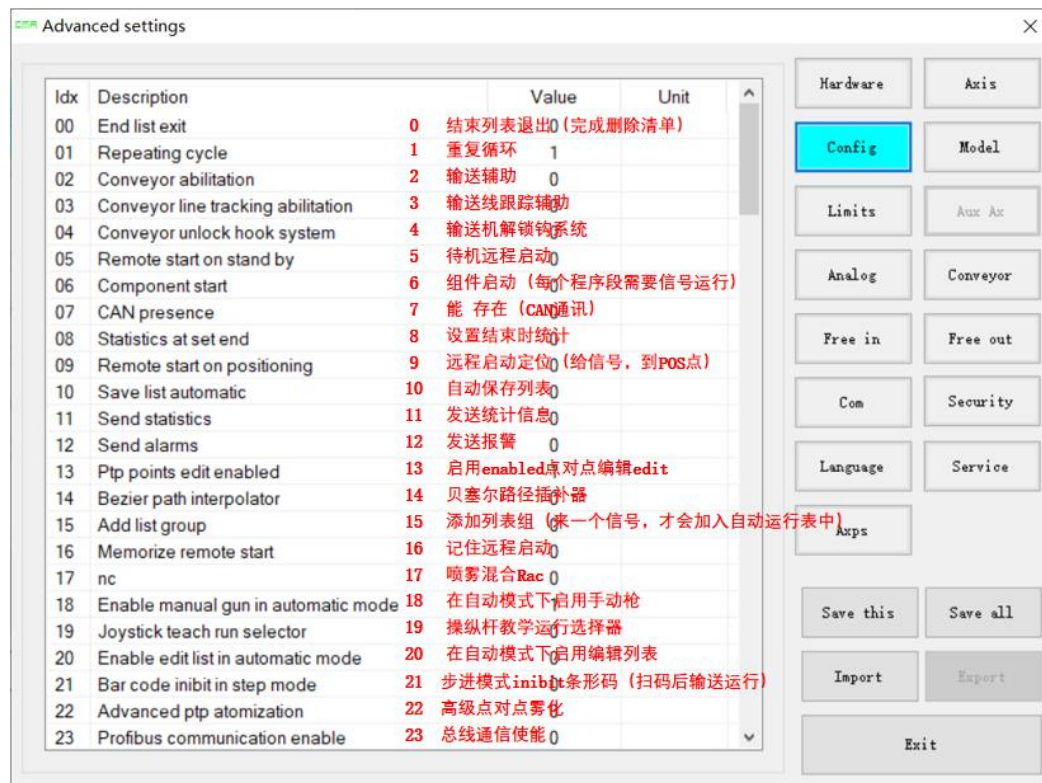 CMA Advanced settings
Idx Description Value Unit
00 End list exit 0 结束列表退出 0 (完成删除清单)
01 Repeating cycle 1 重复循环 1
02 Conveyor abilitation 2 输送辅助 0
03 Conveyor line tracking abilitation 3 输送线跟踪辅助
04 Conveyor unlock hook system 4 输送机解锁钩系统
05 Remote start on stand by 5 待机远程启动 0
06 Component start 6 组件启动 (每个程序段需要信号运行)
07 CAN presence 7 能 存在 (CAN通讯)
08 Statistics at set end 8 设置结束时统计
09 Remote start on positioning 9 远程启动定位 0 (给信号, 到POS点)
10 Save list automatic 10 自动保存列表 0
11 Send statistics 11 发送统计信息 0
12 Send alarms 12 发送报警 0
13 Ptp points edit enabled 13 启用enabled点对点编辑edit
14 Bezier path interpolator 14 贝塞尔路径插补器
15 Add list group 15 添加列表组 (来一个信号, 才会加入自动运行表中)
16 Memorize remote start 16 记住远程启动 0
17 nc 17 喷雾混合Rac 0
18 Enable manual gun in automatic mode 18 在自动模式下启用手动枪
19 Joystick teach run selector 19 操纵杆教学运行选择器
20 Enable edit list in automatic mode 20 在自动模式下启用编辑列表
21 Bar code inibit in step mode 21 步进模式inibit条形码 (扫码后输送运行)
22 Advanced ptp atomization 22 高级点对点雾化
23 Profibus communication enable 23 总线通信使能 0
Hardware Axis
Config Model
Limits Aux Ax
Analog Conveyor
Free in Free out
Com Security
Language Service
Axps
Save this Save all
Import Export
Exit